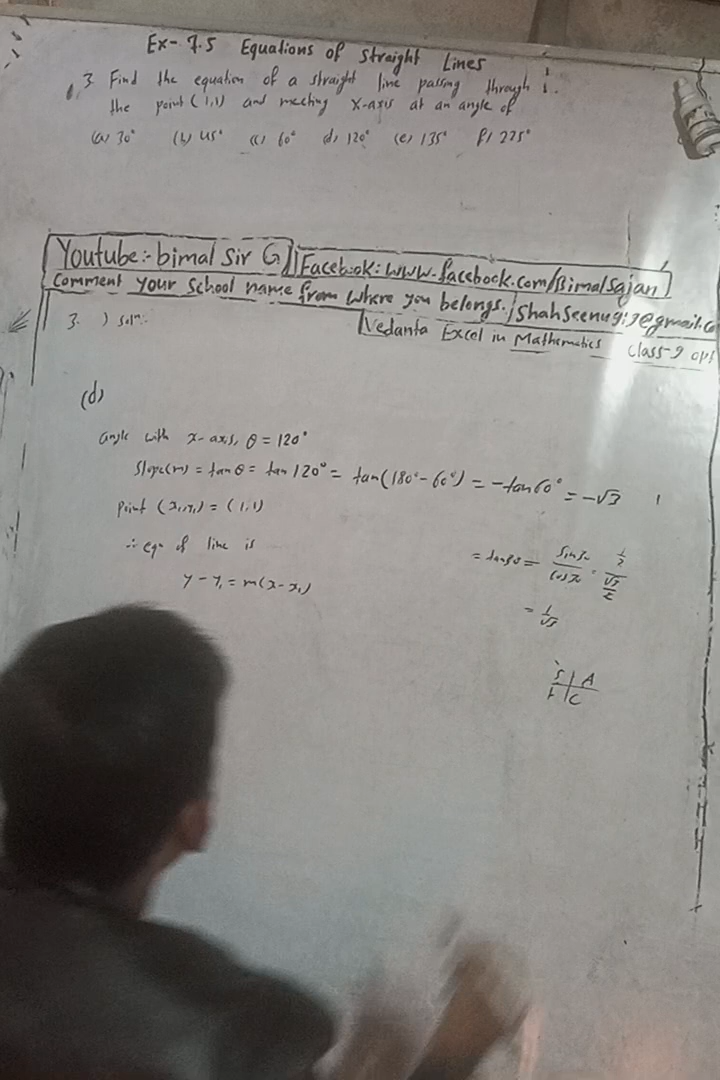 Ex- 7.5 Equations of Straight Lines
3. Find the equation of a straight line passing through
the point (1,1) and meeting x-axis at an angle of
(a) 30° (b) 45° (c) 60° (d) 120° (e) 135° f) 225°
Youtube:- bimal Sir G Facebook: www.facebook.com/BimalSajan
Comment your School name from where you belongs.
Vedanta Excel in Mathematics Class-9 opt
3. ) soln:
(d)
angle with x-axis, θ = 120°
Slope(m) = tan θ = tan 120° = tan(180° - 60°) = -tan 60° = -√3
Point (x₁,y₁) = (1,1)
∴ eqn of line is
y - y₁ = m(x - x₁)
S | A
T | C